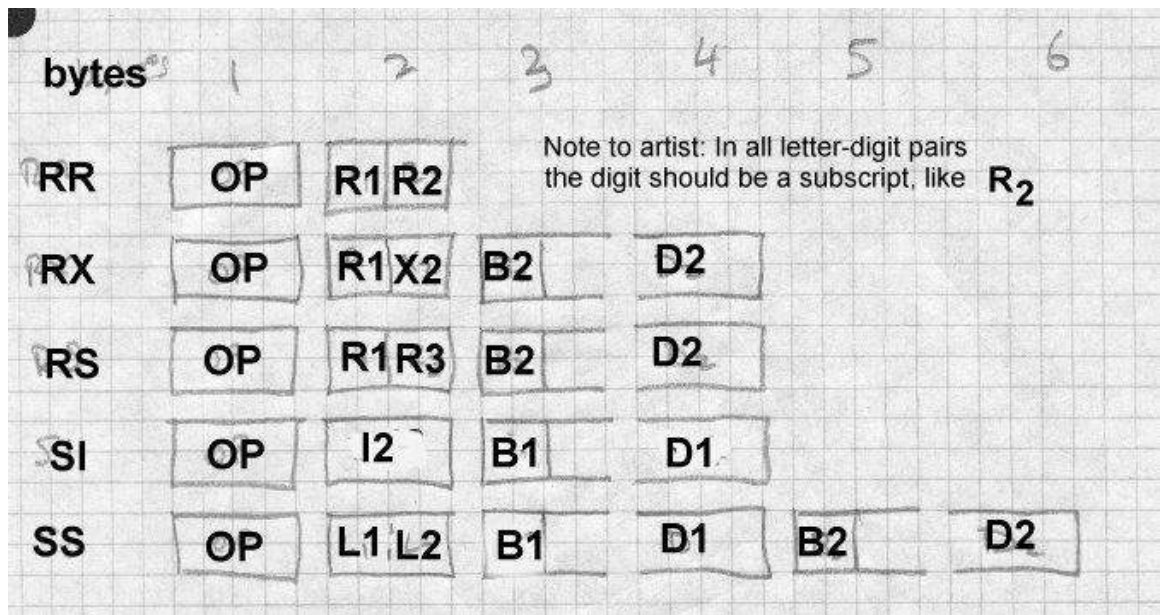 bytes 1 2 3 4 5 6
Note to artist: In all letter-digit pairs
the digit should be a subscript, like R2
RR OP R1 R2
RX OP R1 X2 B2 D2
RS OP R1 R3 B2 D2
SI OP I2 B1 D1
SS OP L1 L2 B1 D1 B2 D2